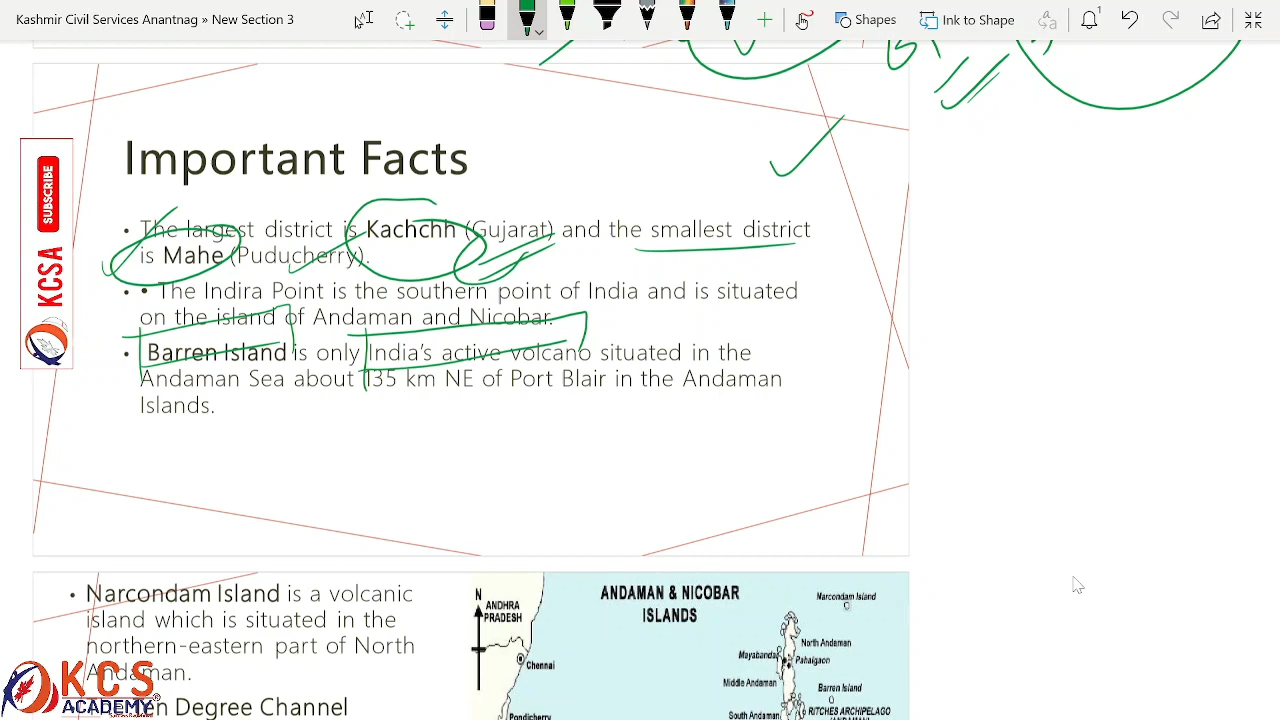 Kashmir Civil Services Anantnag » New Section 3
Shapes
Ink to Shape
Important Facts
• The largest district is Kachchh (Gujarat) and the smallest district
is Mahe (Puducherry).
• • The Indira Point is the southern point of India and is situated
on the island of Andaman and Nicobar.
• Barren Island is only India's active volcano situated in the
Andaman Sea about 135 km NE of Port Blair in the Andaman
Islands.
SUBSCRIBE
KCSA
• Narcondam Island is a volcanic
island which is situated in the
northern-eastern part of North
Andaman.
n Degree Channel
KCS
ACADEMY®
ANDAMAN & NICOBAR
ISLANDS
N
ANDHRA
PRADESH
Chennai
Pondicherry
Narcondam Island
North Andaman
Mayabanda
Pahalgaon
Middle Andaman
Barren Island
RITCHES ARCHIPELAGO
South Andaman